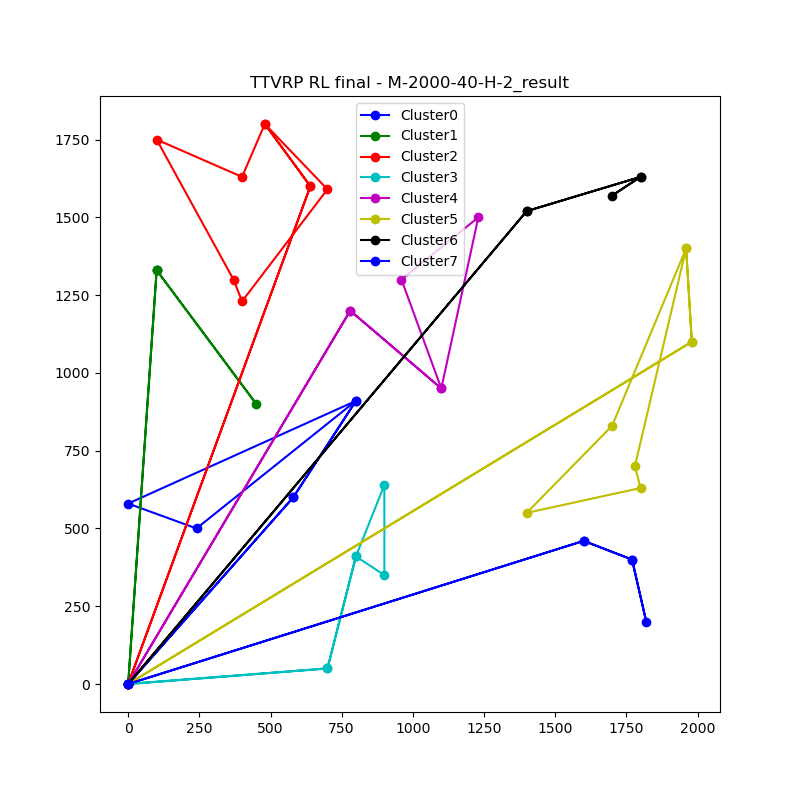 TTVRP RL final - M-2000-40-H-2_result
Cluster0
Cluster1
Cluster2
Cluster3
Cluster4
Cluster5
Cluster6
Cluster7
1750
1500
1250
1000
750
500
250
0
0 250 500 750 1000 1250 1500 1750 2000